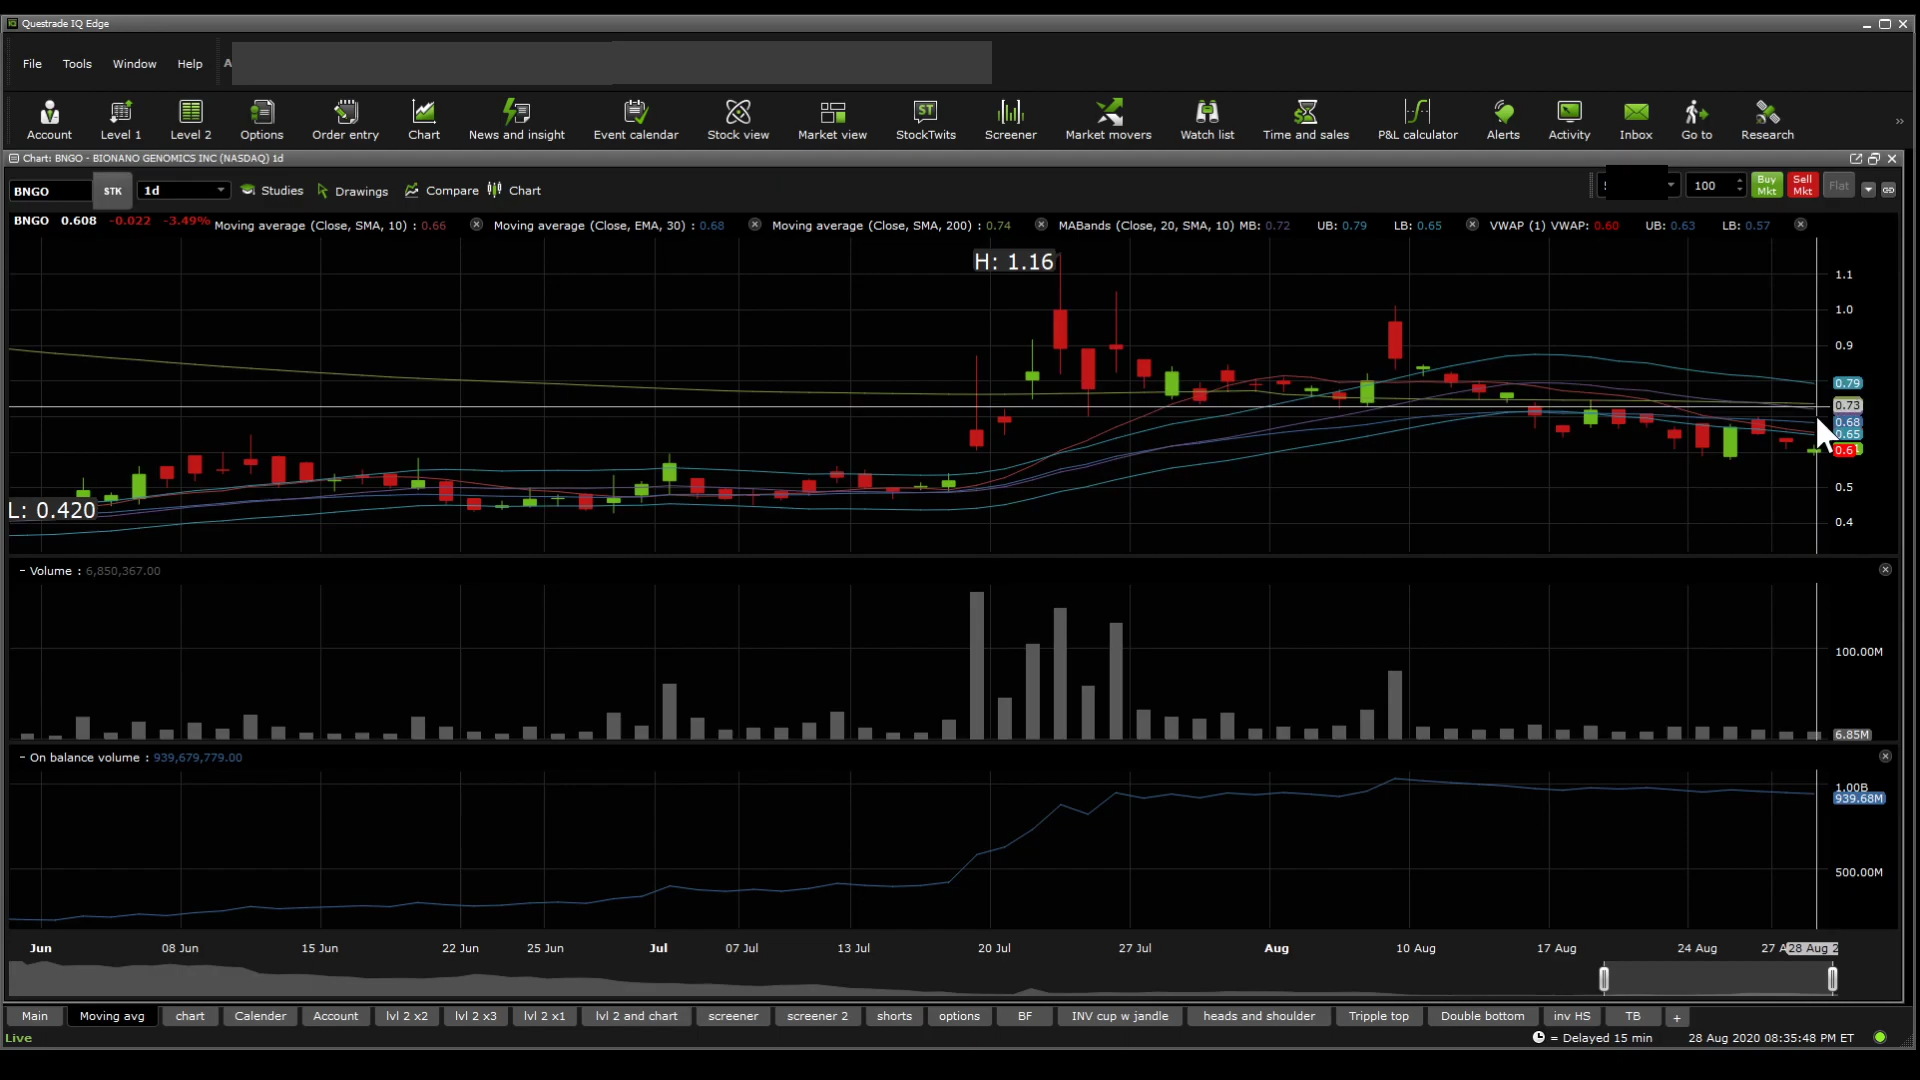 Questrade IQ Edge
File Tools Window Help A
Account Level 1 Level 2 Options Order entry Chart News and insight Event calendar Stock view Market view StockTwits Screener Market movers Watch list Time and sales P&L calculator Alerts Activity Inbox Go to Research »
Chart: BNGO - BIONANO GENOMICS INC (NASDAQ) 1d
BNGO STK 1d Studies Drawings Compare Chart 100 Buy Mkt Sell Mkt Flat
BNGO 0.608 -0.022 -3.49% Moving average (Close, SMA, 10) : 0.66 Moving average (Close, EMA, 30) : 0.68 Moving average (Close, SMA, 200) : 0.74 MABands (Close, 20, SMA, 10) MB: 0.72 UB: 0.79 LB: 0.65 VWAP (1) VWAP: 0.60 UB: 0.63 LB: 0.57
H: 1.16
1.1
1.0
0.9
0.79
0.73
0.68
0.65
0.61
0.5
L: 0.420
0.4
- Volume : 6,850,367.00
100.00M
6.85M
- On balance volume : 939,679,779.00
1.00B
939.68M
500.00M
Jun 08 Jun 15 Jun 22 Jun 25 Jun Jul 07 Jul 13 Jul 20 Jul 27 Jul Aug 10 Aug 17 Aug 24 Aug 27 A 28 Aug 2
Main Moving avg chart Calender Account lvl 2 x2 lvl 2 x3 lvl 2 x1 lvl 2 and chart screener screener 2 shorts options BF INV cup w jandle heads and shoulder Tripple top Double bottom inv HS TB +
Live = Delayed 15 min 28 Aug 2020 08:35:48 PM ET